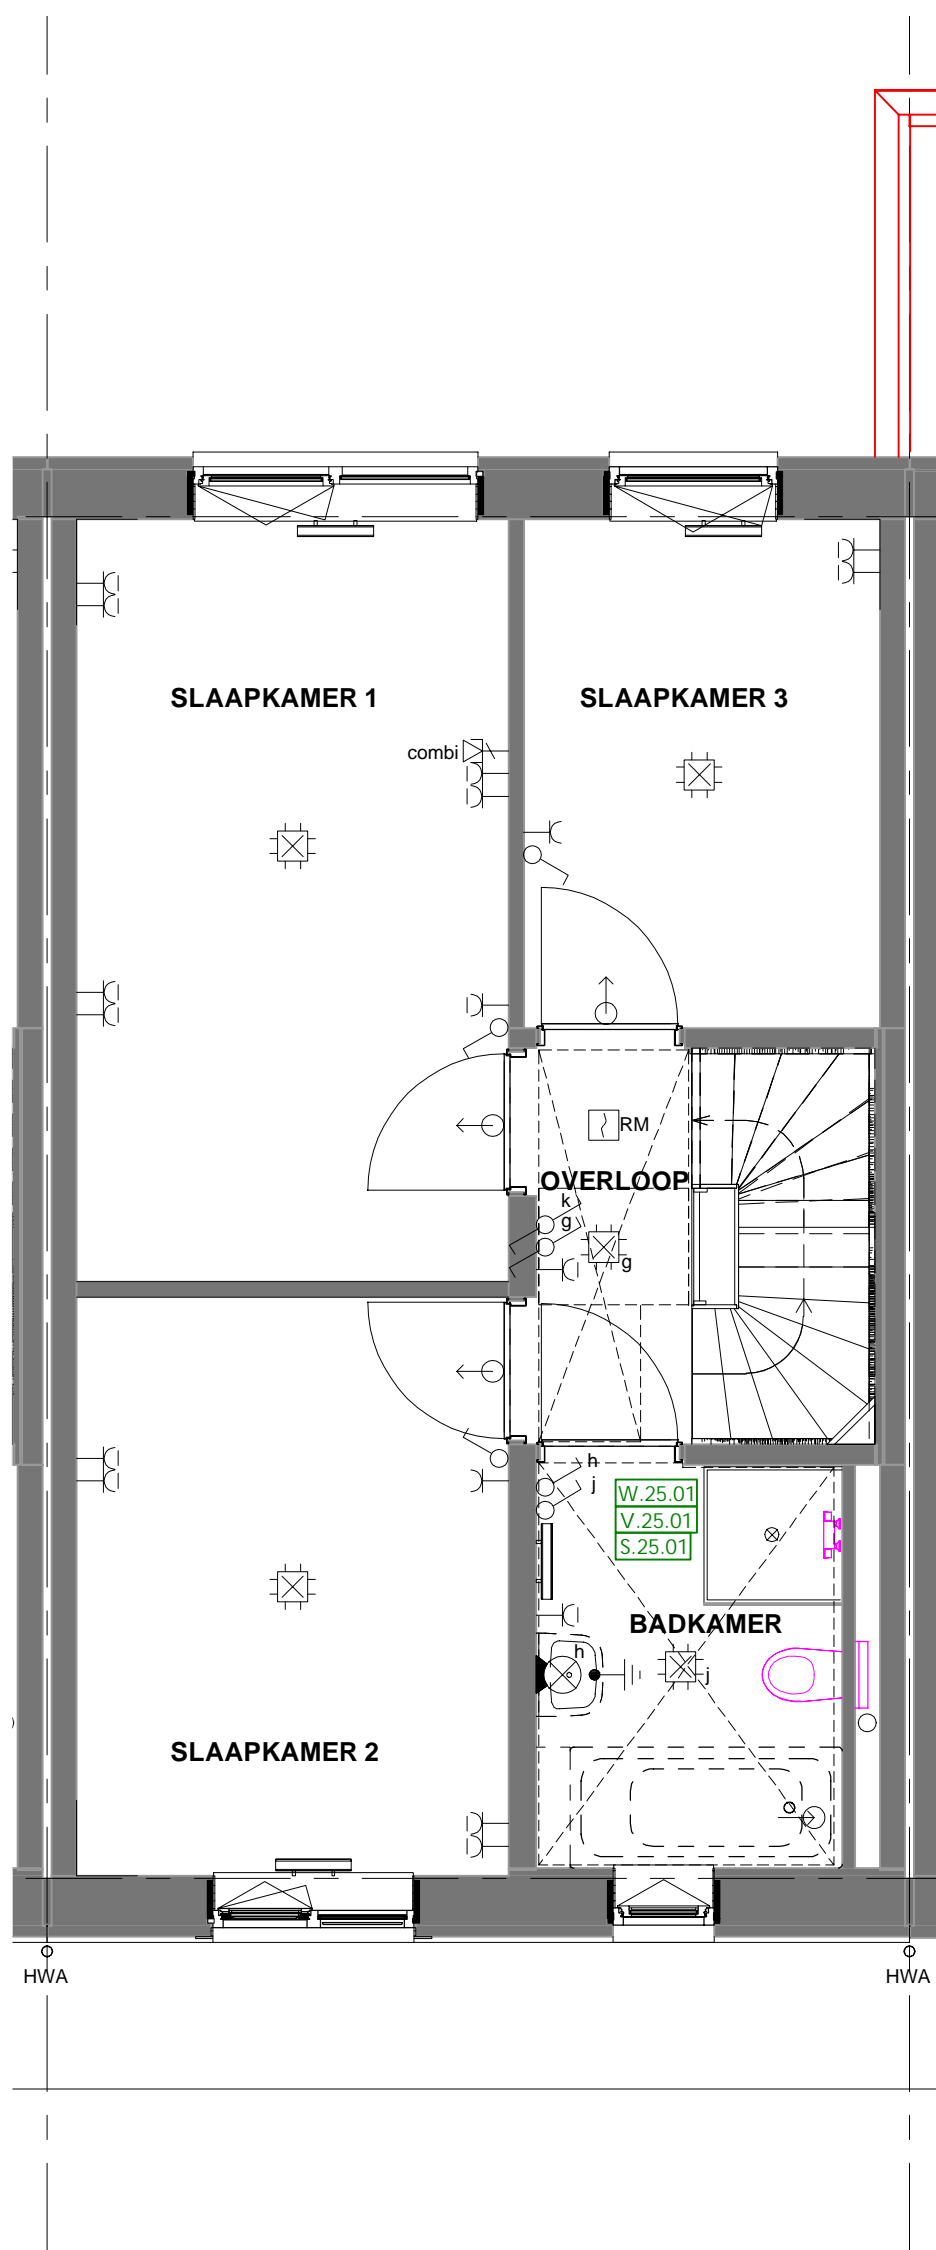 SLAAPKAMER 1
SLAAPKAMER 3
combi
RM
OVERLOOP
k
g
g
h
j
W.25.01
V.25.01
S.25.01
BADKAMER
h
j
SLAAPKAMER 2
HWA
HWA